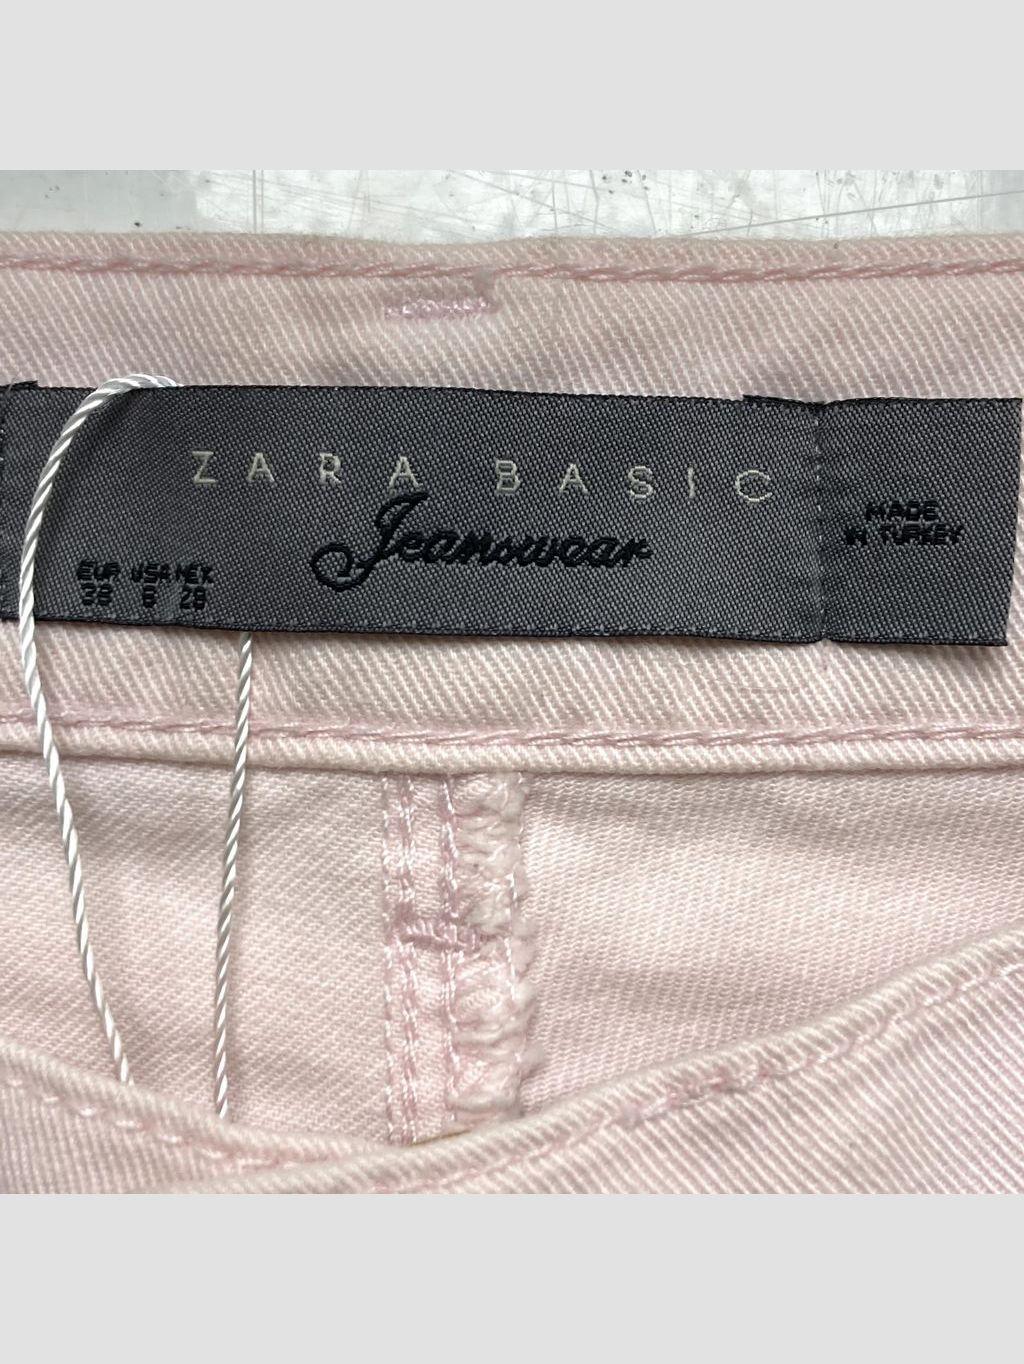 ZARA BASIC
Jeanswear
EUR USA MEX
38 6 28
MADE
IN TURKEY